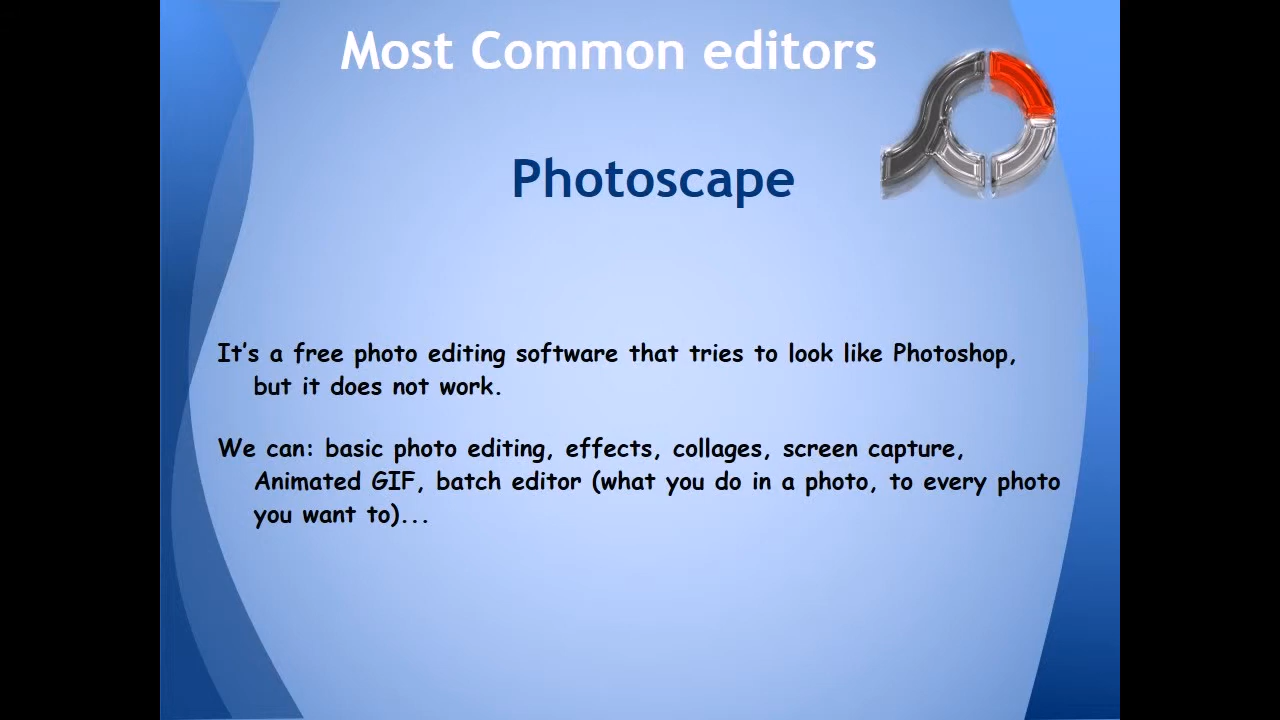 Most Common editors
Photoscape
It's a free photo editing software that tries to look like Photoshop,
but it does not work.
We can: basic photo editing, effects, collages, screen capture,
Animated GIF, batch editor (what you do in a photo, to every photo
you want to)...